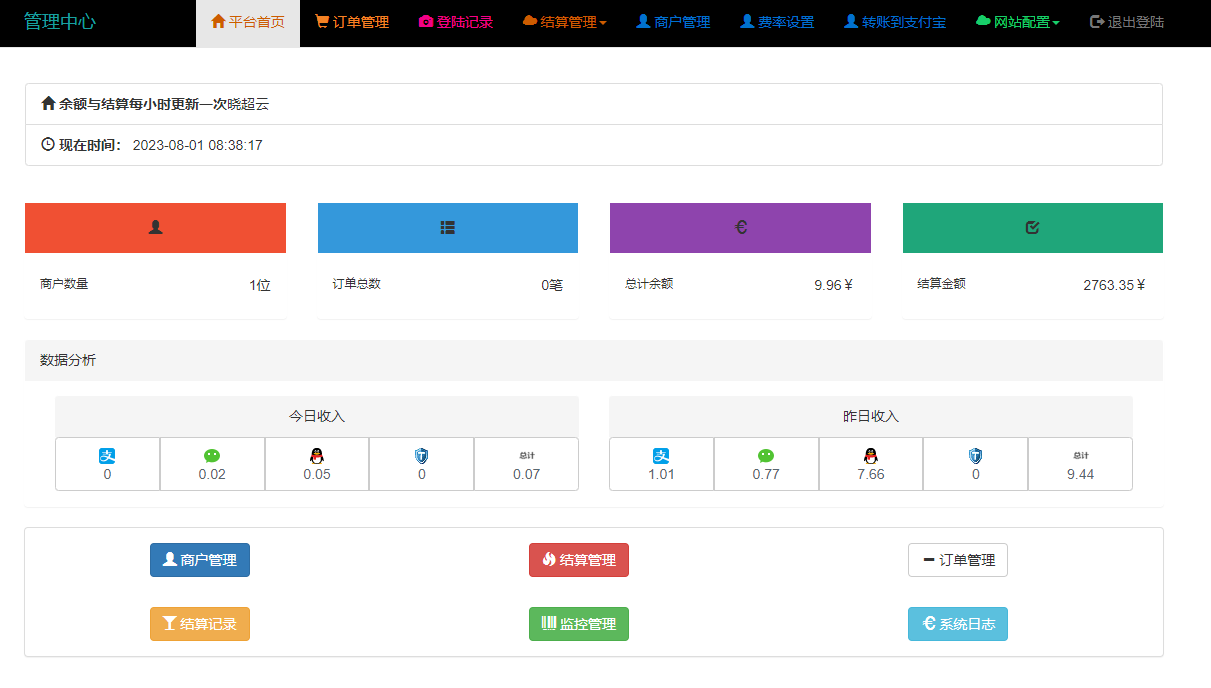 管理中心 平台首页 订单管理 登陆记录 结算管理 商户管理 费率设置 转账到支付宝 网站配置 退出登陆
余额与结算每小时更新一次晓超云
现在时间： 2023-08-01 08:38:17
商户数量 1位 订单总数 0笔 总计余额 9.96¥ 结算金额 2763.35¥
数据分析
今日收入 昨日收入
总计 总计
0 0.02 0.05 0 0.07 1.01 0.77 7.66 0 9.44
商户管理 结算管理 订单管理
结算记录 监控管理 系统日志